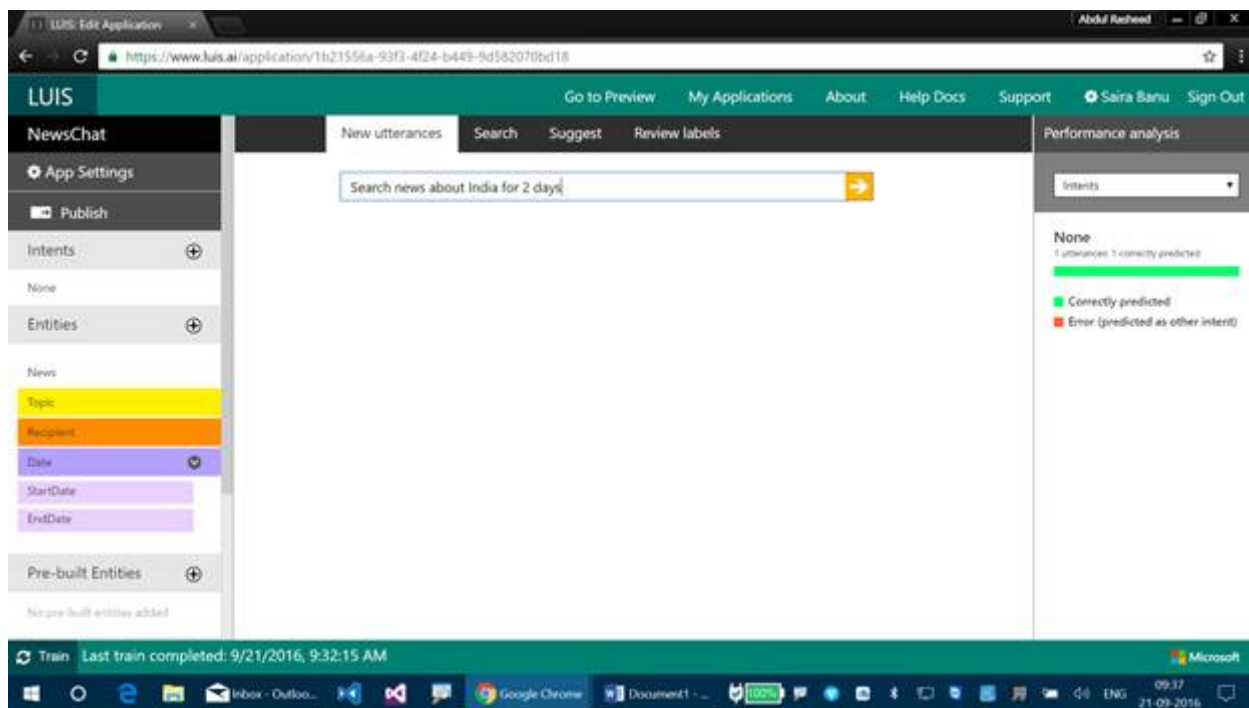 LUIS: Edit Application
Abdul Rasheed
https://www.luis.ai/application/1b21556a-93f3-4f24-b449-9d582070bd18
LUIS
Go to Preview My Applications About Help Docs Support Saira Banu Sign Out
NewsChat
New utterances Search Suggest Review labels
Performance analysis
App Settings
Search news about India for 2 days
Intents
Publish
Intents
None
1 utterances 1 correctly predicted
None
Correctly predicted
Entities
Error (predicted as other intent)
News
Topic
Recipient
Date
StartDate
EndDate
Pre-built Entities
No pre-built entities added
Train Last train completed: 9/21/2016, 9:32:15 AM
Microsoft
Inbox - Outloo... Google Chrome Document1 - ... 100% ENG 09:37
21-09-2016